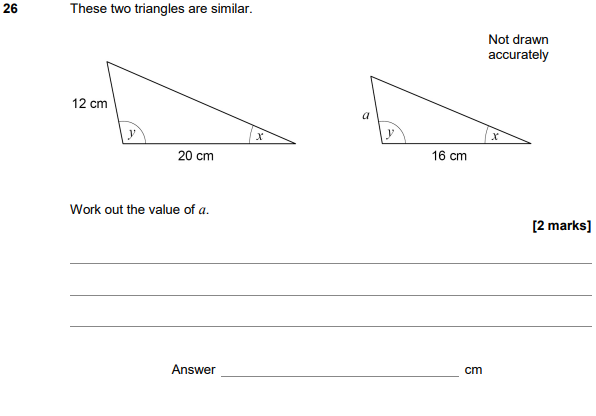 26 These two triangles are similar.
Not drawn
accurately
12 cm
a
y
x
y
x
20 cm
16 cm
Work out the value of a.
[2 marks]
Answer cm